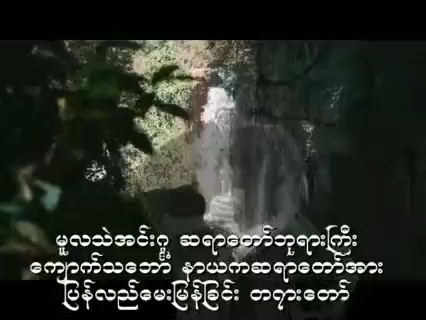 မူလသဲအင်းဂူ ဆရာတော်ဘုရားကြီး
ကျောက်သင်္ဘော နာယကဆရာတော်အား
ပြန်လည်မေးမြန်ခြင်း တရားတော်